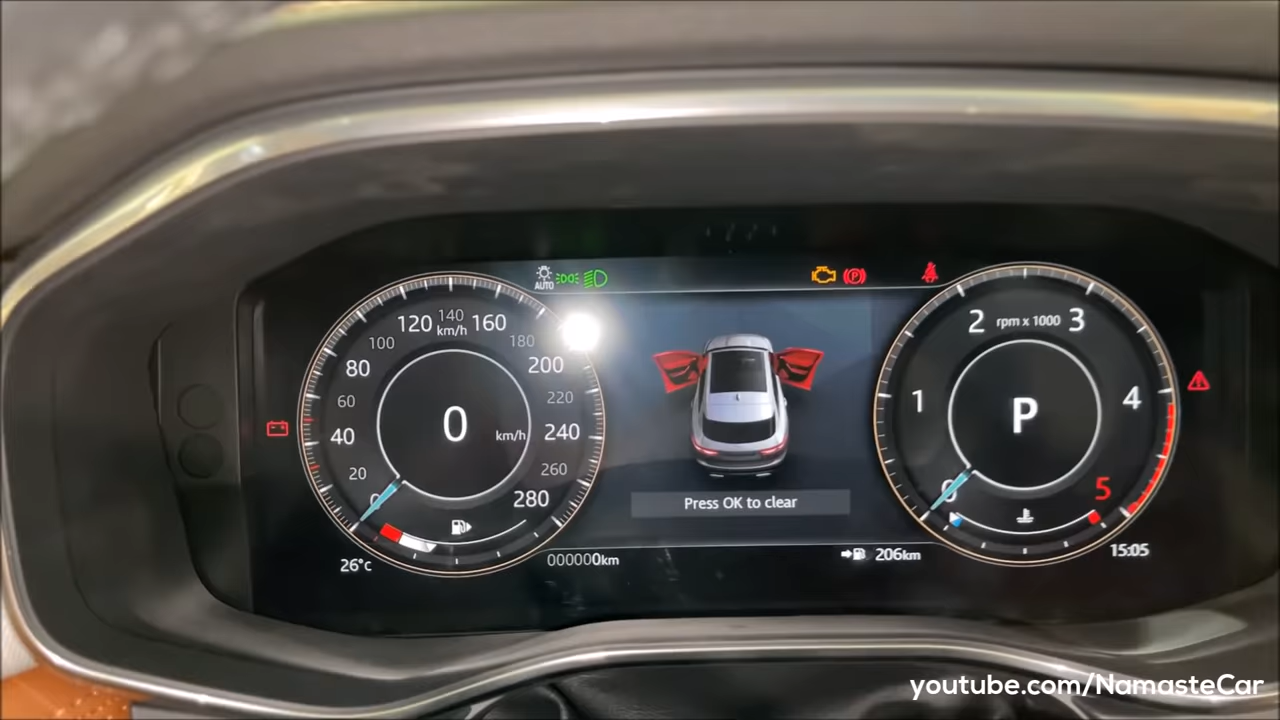 AUTO
120 140 160
km/h
100 180
80 200
60 220
40 240
20 260
0 280
0 km/h
26°c
000000km
Press OK to clear
206km
2 rpm x 1000 3
1 4
0 5
P
15:05
youtube.com/NamasteCar